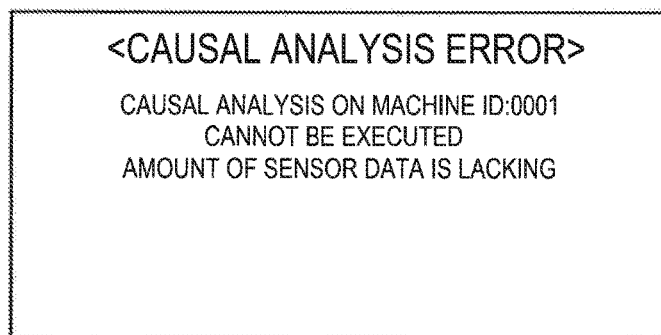 <CAUSAL ANALYSIS ERROR>
CAUSAL ANALYSIS ON MACHINE ID:0001
CANNOT BE EXECUTED
AMOUNT OF SENSOR DATA IS LACKING